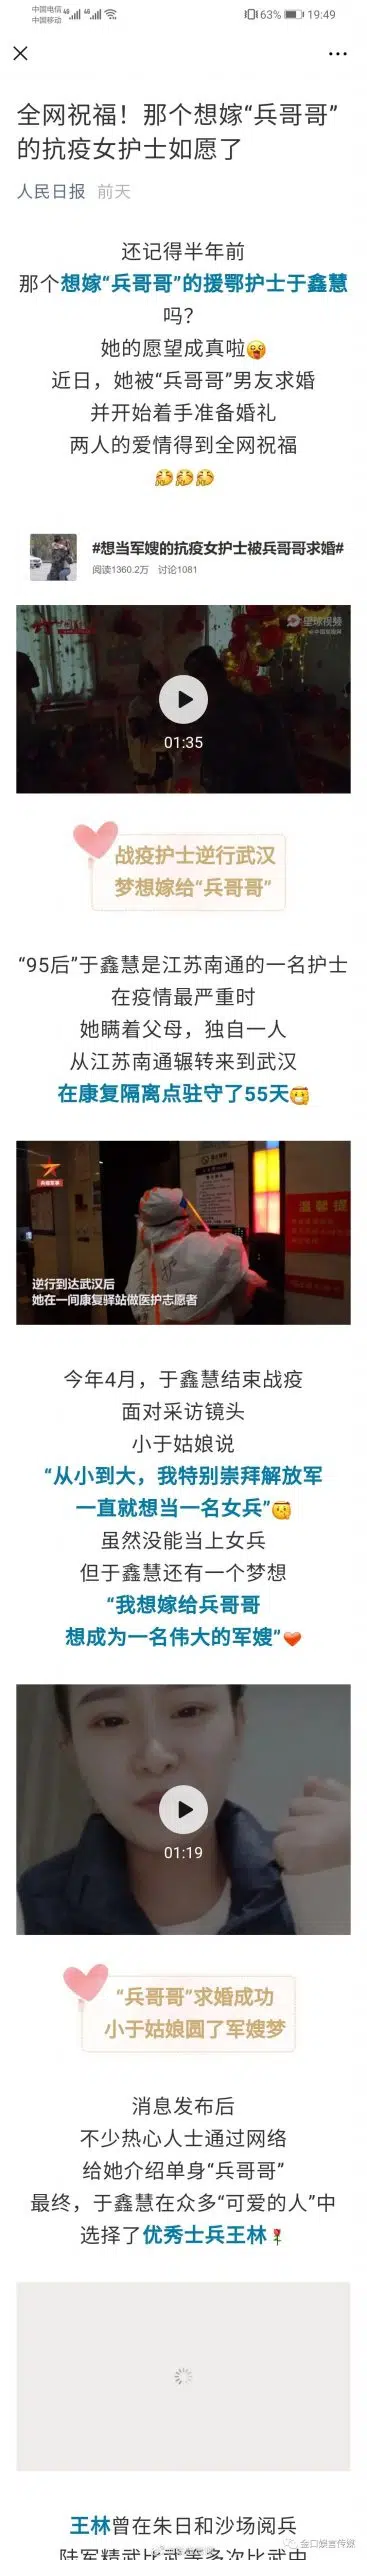 中国电信
中国移动
63%
19:49
全网祝福！那个想嫁“兵哥哥”
的抗疫女护士如愿了
人民日报 前天
还记得半年前
那个想嫁“兵哥哥”的援鄂护士于鑫慧
吗？
她的愿望成真啦
近日，她被“兵哥哥”男友求婚
并开始着手准备婚礼
两人的爱情得到全网祝福
#想当军嫂的抗疫女护士被兵哥哥求婚#
阅读1360.2万 讨论1081
星球视频
01:35
战疫护士逆行武汉
梦想嫁给“兵哥哥”
“95后”于鑫慧是江苏南通的一名护士
在疫情最严重时
她瞒着父母，独自一人
从江苏南通辗转来到武汉
在康复隔离点驻守了55天
温馨提
逆行到达武汉后
她在一间康复驿站做医护志愿者
今年4月，于鑫慧结束战疫
面对采访镜头
小于姑娘说
“从小到大，我特别崇拜解放军
一直就想当一名女兵”
虽然没能当上女兵
但于鑫慧还有一个梦想
“我想嫁给兵哥哥
想成为一名伟大的军嫂”
01:19
“兵哥哥”求婚成功
小于姑娘圆了军嫂梦
消息发布后
不少热心人士通过网络
给她介绍单身“兵哥哥”
最终，于鑫慧在众多“可爱的人”中
选择了优秀士兵王林
王林曾在朱日和沙场阅兵
金口娱言传媒
陆军精武比武等多次比武中